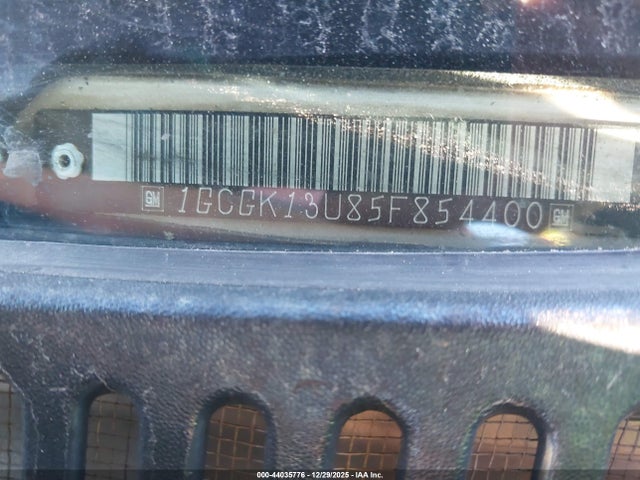 GM 1GCGK13U85F854400 GM
000-44035776 - 12/29/2025 - IAA Inc.